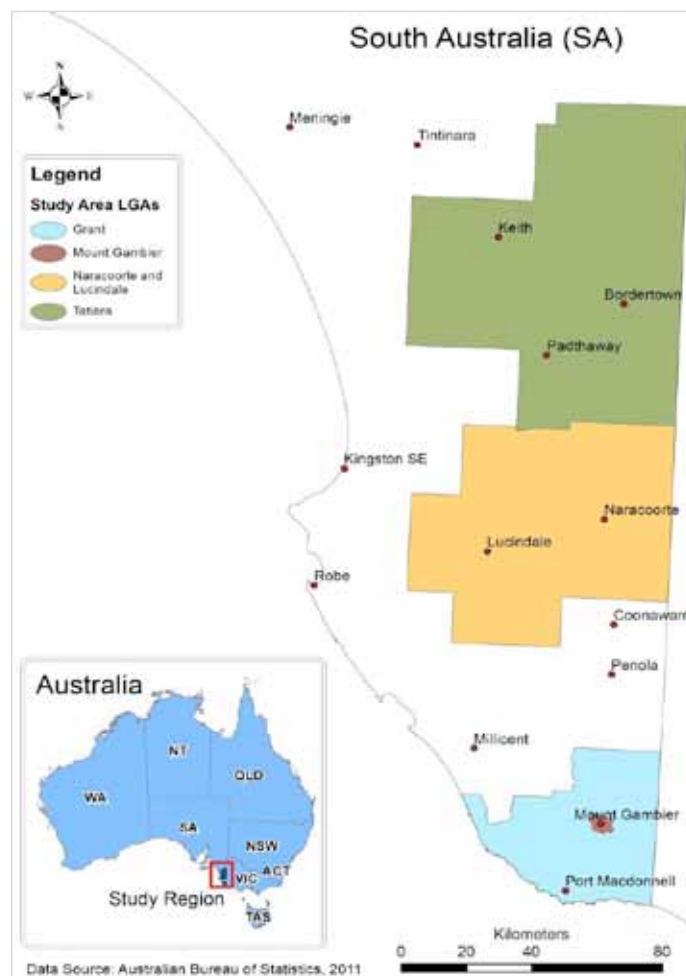 South Australia (SA)
N
W E
S
Meningie
Tintinara
Legend
Study Area LGAs
Grant
Mount Gambier
Naracoorte and
Lucindale
Tatiara
Keith
Bordertown
Padthaway
Kingston SE
Naracoorte
Lucindale
Robe
Coonawarr
Penola
Millicent
Mount Gambier
Port Macdonnell
Australia
NT
QLD
WA
SA
NSW
ACT
VIC
Study Region
TAS
Kilometers
0 20 40 80
Data Source: Australian Bureau of Statistics, 2011